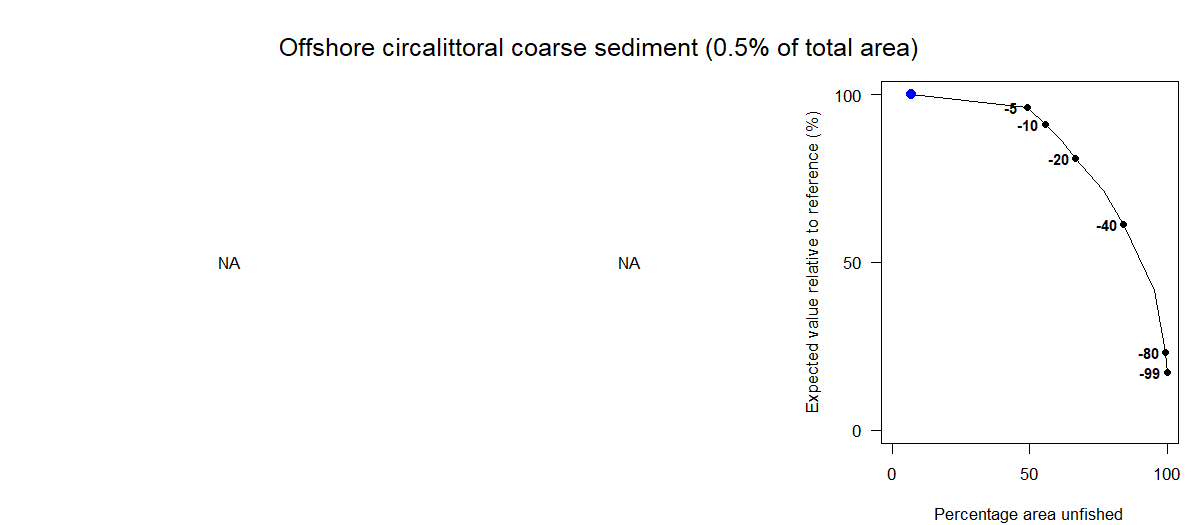 Offshore circalittoral coarse sediment (0.5% of total area)
NA
NA
Expected value relative to reference (%)
100
50
0
-5
-10
-20
-40
-80
-99
0
50
100
Percentage area unfished